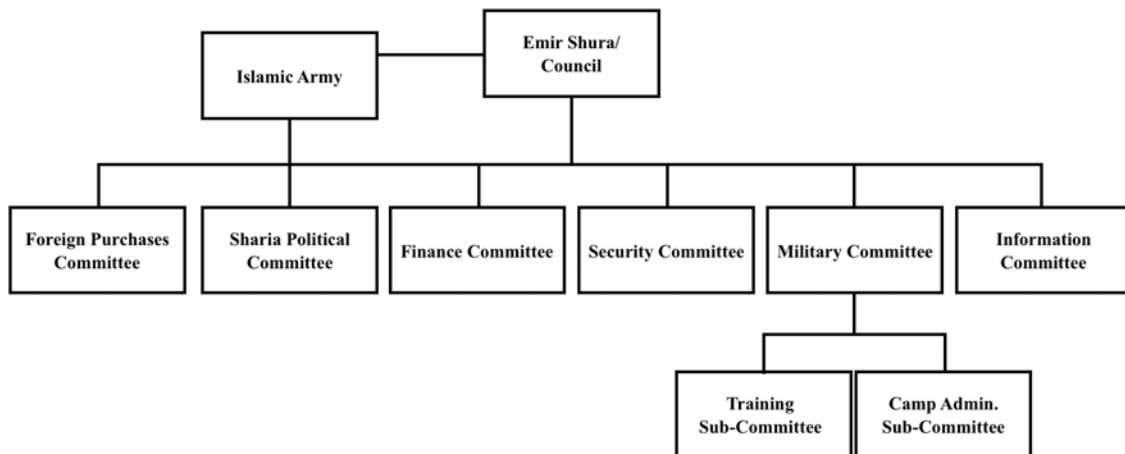 Emir Shura/
Council
Islamic Army
Foreign Purchases
Committee
Sharia Political
Committee
Finance Committee
Security Committee
Military Committee
Information
Committee
Training
Sub-Committee
Camp Admin.
Sub-Committee